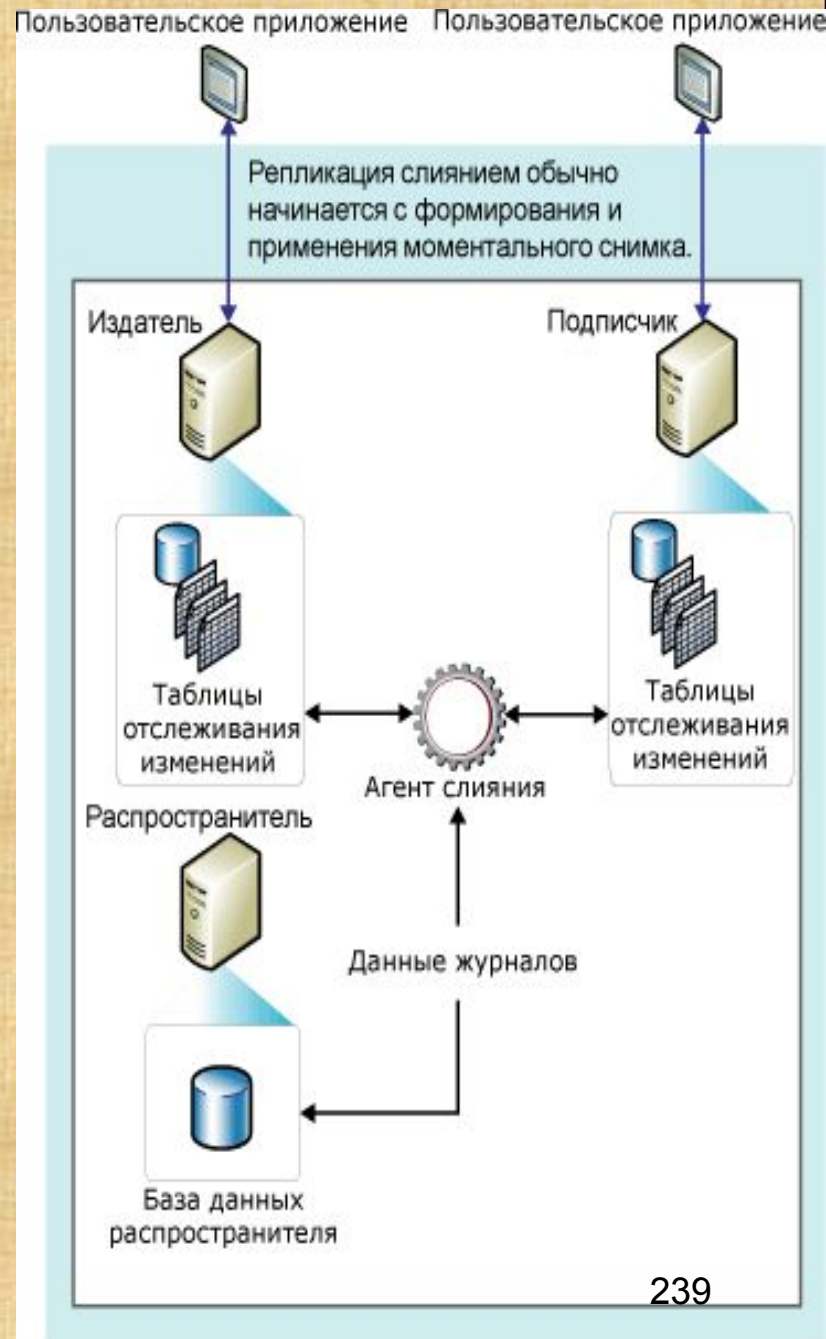 Пользовательское приложение
Пользовательское приложение
Репликация слиянием обычно
начинается с формирования и
применения моментального снимка.
Издатель
Подписчик
Таблицы
отслеживания
изменений
Агент слияния
Таблицы
отслеживания
изменений
Распространитель
Данные журналов
База данных
распространителя
239